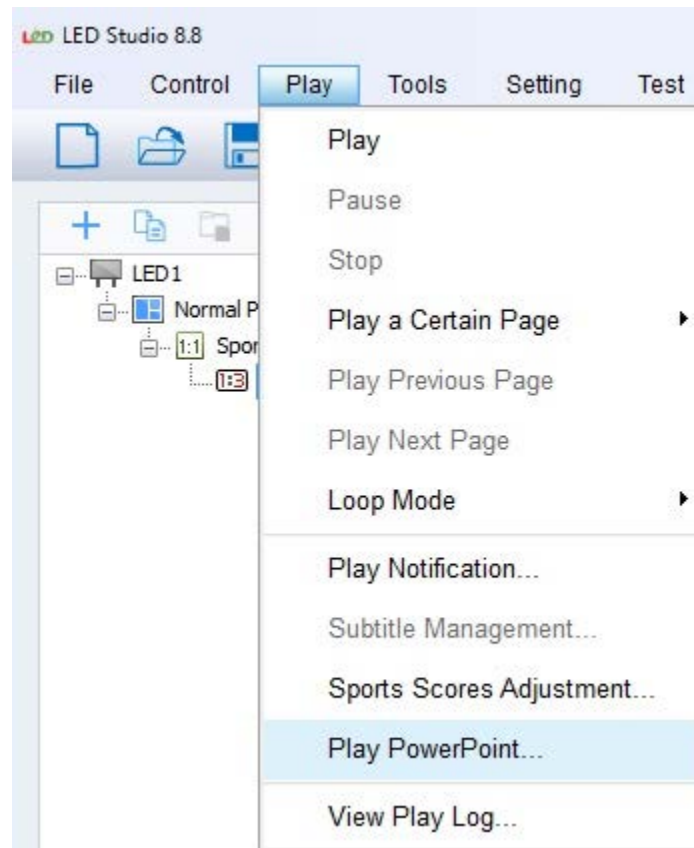 LED LED Studio 8.8
File Control Play Tools Setting Test
Play
Pause
Stop
Play a Certain Page
Play Previous Page
Play Next Page
Loop Mode
Play Notification...
Subtitle Management...
Sports Scores Adjustment...
Play PowerPoint...
View Play Log...
LED1
Normal P
1:1 Spor
1:3